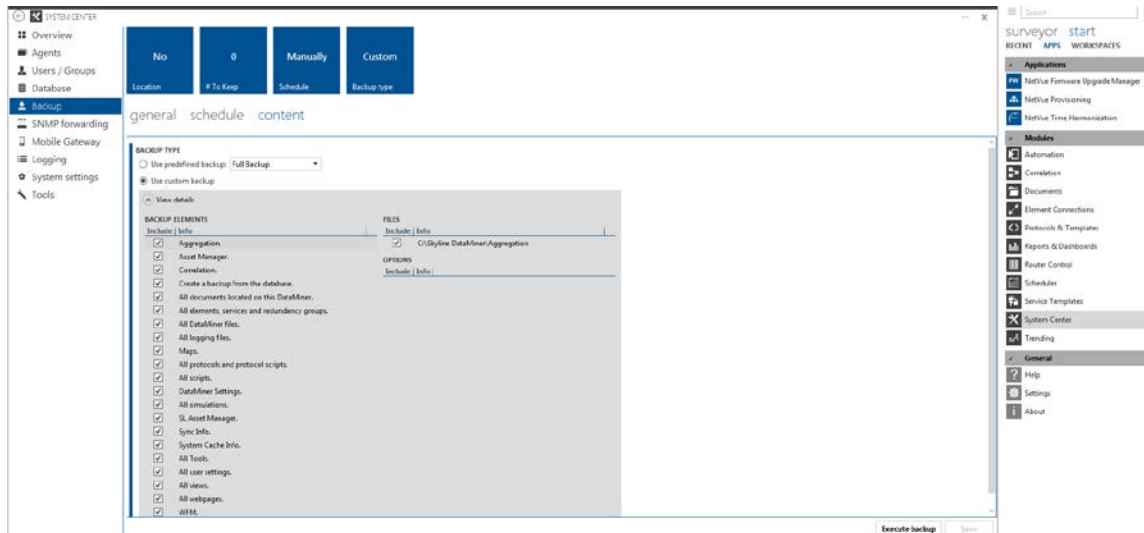 SYSTEM CENTER
Overview
Agents
Users / Groups
Database
Backup
SNMP forwarding
Mobile Gateway
Logging
System settings
Tools
No
Location
0
# To Keep
Manually
Schedule
Custom
Backup type
general schedule content
BACKUP TYPE
Use predefined backup: Full Backup
Use custom backup
View details
BACKUP ELEMENTS
Include Info
Aggregation.
Asset Manager.
Correlation.
Create a backup from the database.
All documents located on this DataMiner.
All elements, services and redundancy groups.
All DataMiner files.
All logging files.
Maps.
All protocols and protocol scripts.
All scripts.
DataMiner Settings.
All simulations.
SL Asset Manager.
Sync Info.
System Cache Info.
All Tools.
All user settings.
All views.
All webpages.
WFM.
FILES
Include Info
C:\Skyline DataMiner\Aggregation
OPTIONS
Include Info
Execute backup
Save
Search
surveyor start
RECENT APPS WORKSPACES
Applications
FW NetVue Firmware Upgrade Manager
NetVue Provisioning
NetVue Time Harmonization
Modules
Automation
Correlation
Documents
Element Connections
Protocols & Templates
Reports & Dashboards
Router Control
Scheduler
Service Templates
System Center
Trending
General
Help
Settings
About